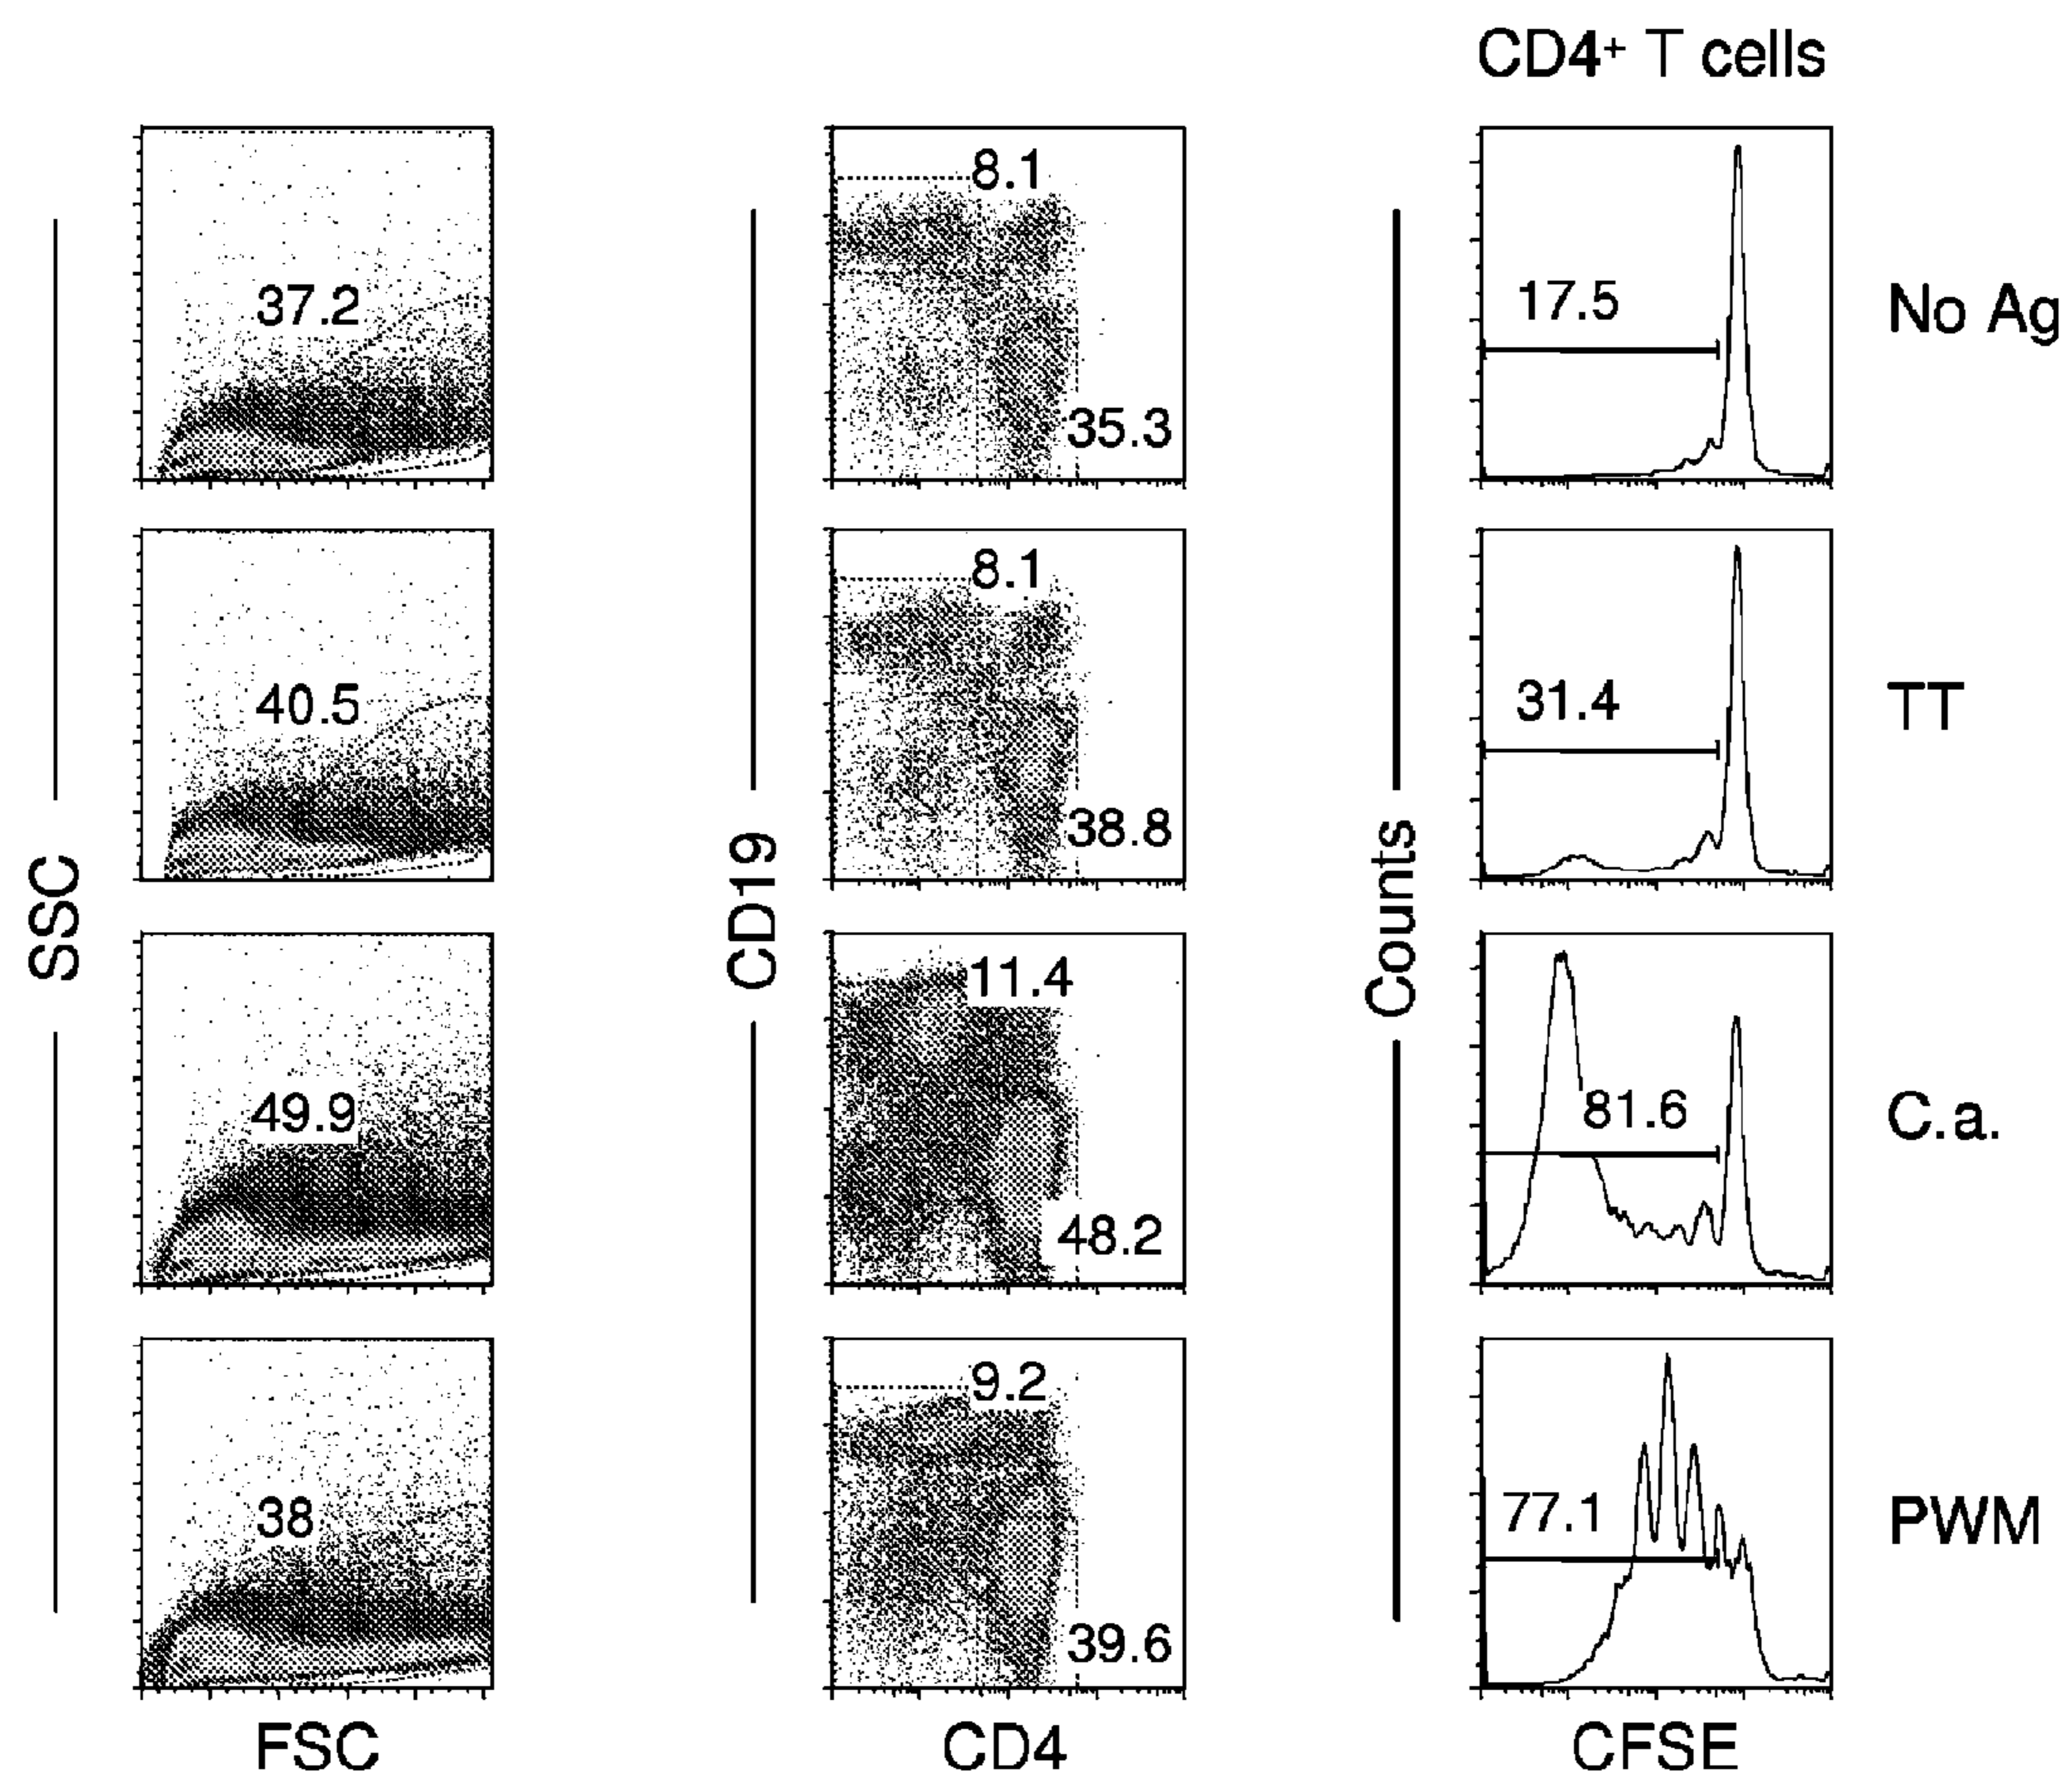 CD4+ T cells
37.2
8.1
35.3
17.5
No Ag
40.5
8.1
38.8
31.4
TT
49.9
11.4
48.2
81.6
C.a.
38
9.2
39.6
77.1
PWM
SSC
CD19
Counts
FSC
CD4
CFSE